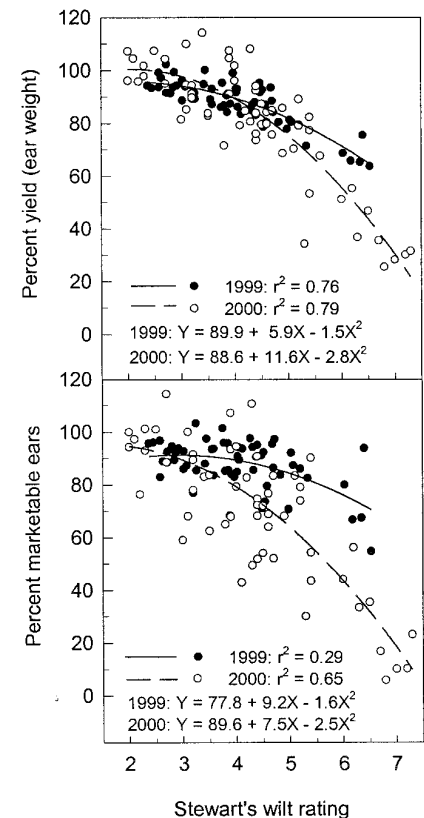 120
100
80
60
40
20
0
Percent yield (ear weight)
1999: r² = 0.76
2000: r² = 0.79
1999: Y = 89.9 + 5.9X - 1.5X²
2000: Y = 88.6 + 11.6X - 2.8X²
120
100
80
60
40
20
0
Percent marketable ears
1999: r² = 0.29
2000: r² = 0.65
1999: Y = 77.8 + 9.2X - 1.6X²
2000: Y = 89.6 + 7.5X - 2.5X²
2 3 4 5 6 7
Stewart's wilt rating